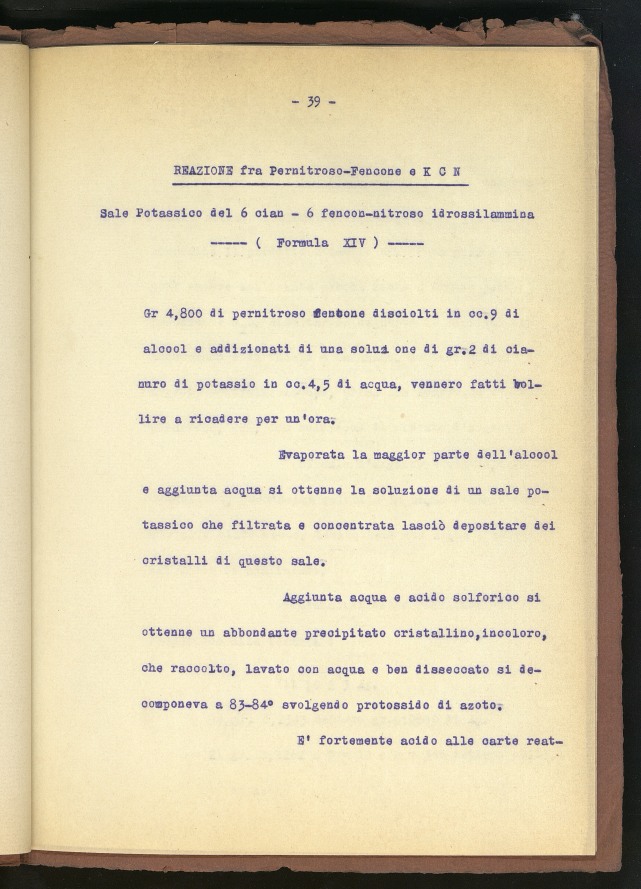 - 39 -
REAZIONE fra Pernitroso-Fencone e K C N
Sale Potassico del 6 cian - 6 fencon-nitroso idrossilammina
----- ( Formula XIV ) -----
Gr 4,800 di pernitroso fencone disciolti in cc.9 di
alcool e addizionati di una soluzi one di gr.2 di cia-
nuro di potassio in cc.4,5 di acqua, vennero fatti bol-
lire a ricadere per un'ora.
Evaporata la maggior parte dell'alcool
e aggiunta acqua si ottenne la soluzione di un sale po-
tassico che filtrata e concentrata lasciò depositare dei
cristalli di questo sale.
Aggiunta acqua e acido solforico si
ottenne un abbondante precipitato cristallino,incoloro,
che raccolto, lavato con acqua e ben disseccato si de-
componeva a 83-84° svolgendo protossido di azoto.
E' fortemente acido alle carte reat-